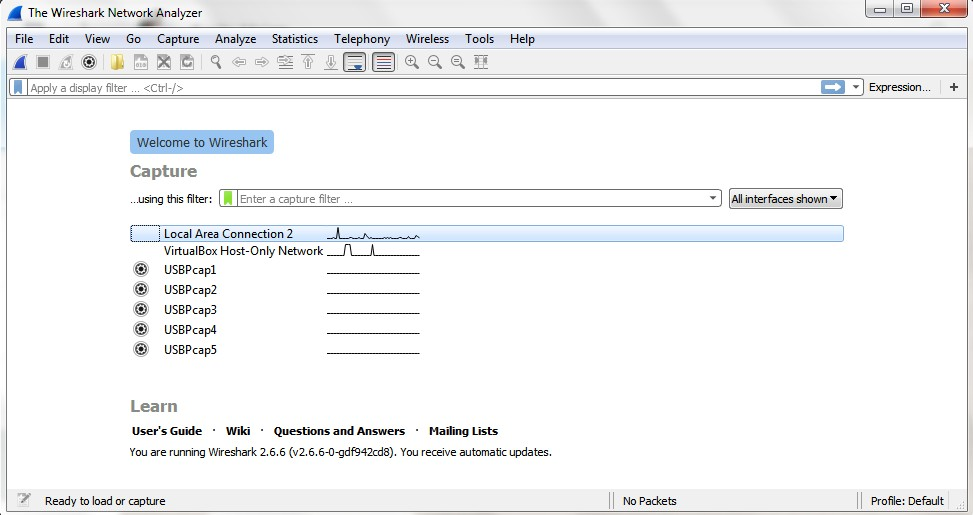 The Wireshark Network Analyzer
File Edit View Go Capture Analyze Statistics Telephony Wireless Tools Help
Apply a display filter ... <Ctrl-/> Expression... +
Welcome to Wireshark
Capture
...using this filter: Enter a capture filter ... All interfaces shown
Local Area Connection 2
VirtualBox Host-Only Network
USBPcap1
USBPcap2
USBPcap3
USBPcap4
USBPcap5
Learn
User's Guide · Wiki · Questions and Answers · Mailing Lists
You are running Wireshark 2.6.6 (v2.6.6-0-gdf942cd8). You receive automatic updates.
Ready to load or capture No Packets Profile: Default